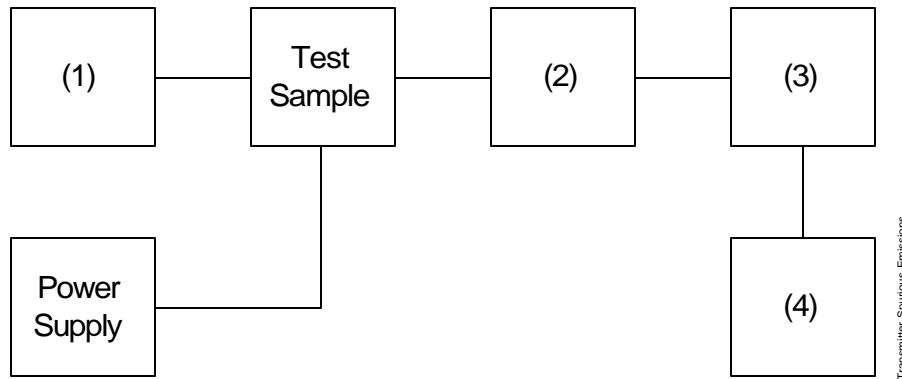 (1)
Test
Sample
(2)
(3)
Power
Supply
(4)
Transmitter Spurious Emissions